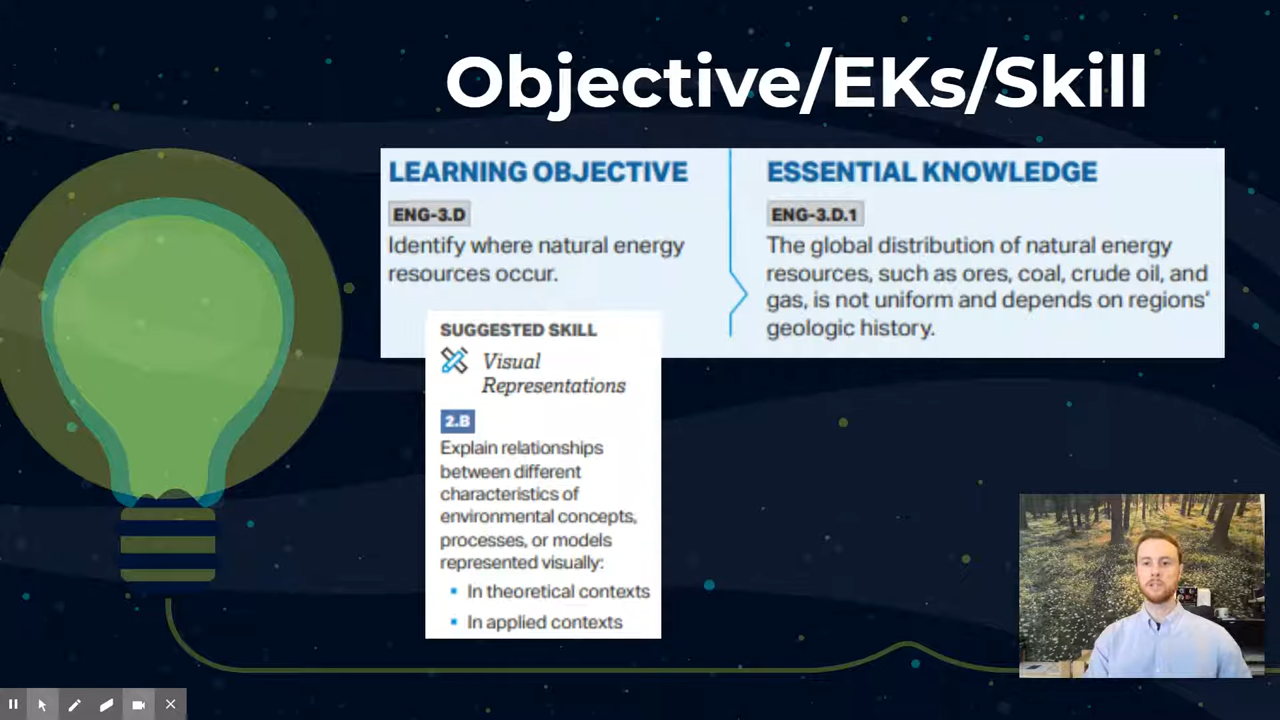 Objective/EKs/Skill
LEARNING OBJECTIVE
ENG-3.D
Identify where natural energy
resources occur.
ESSENTIAL KNOWLEDGE
ENG-3.D.1
The global distribution of natural energy
resources, such as ores, coal, crude oil, and
gas, is not uniform and depends on regions'
geologic history.
SUGGESTED SKILL
Visual
Representations
2.B
Explain relationships
between different
characteristics of
environmental concepts,
processes, or models
represented visually:
▪ In theoretical contexts
▪ In applied contexts